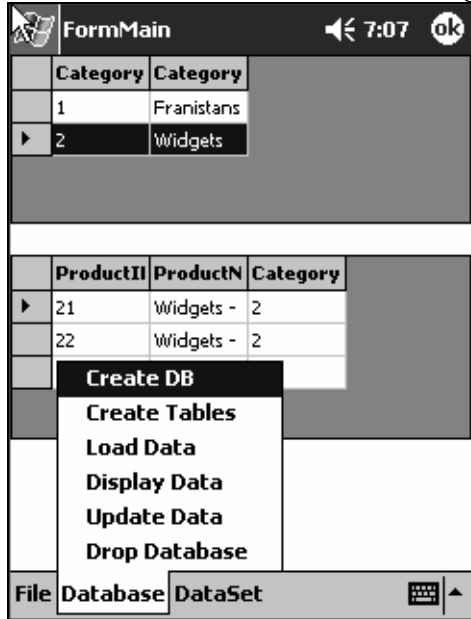 FormMain 7:07 ok
Category Category
1 Franistans
2 Widgets
ProductII ProductN Category
21 Widgets - 2
22 Widgets - 2
Create DB
Create Tables
Load Data
Display Data
Update Data
Drop Database
File Database DataSet